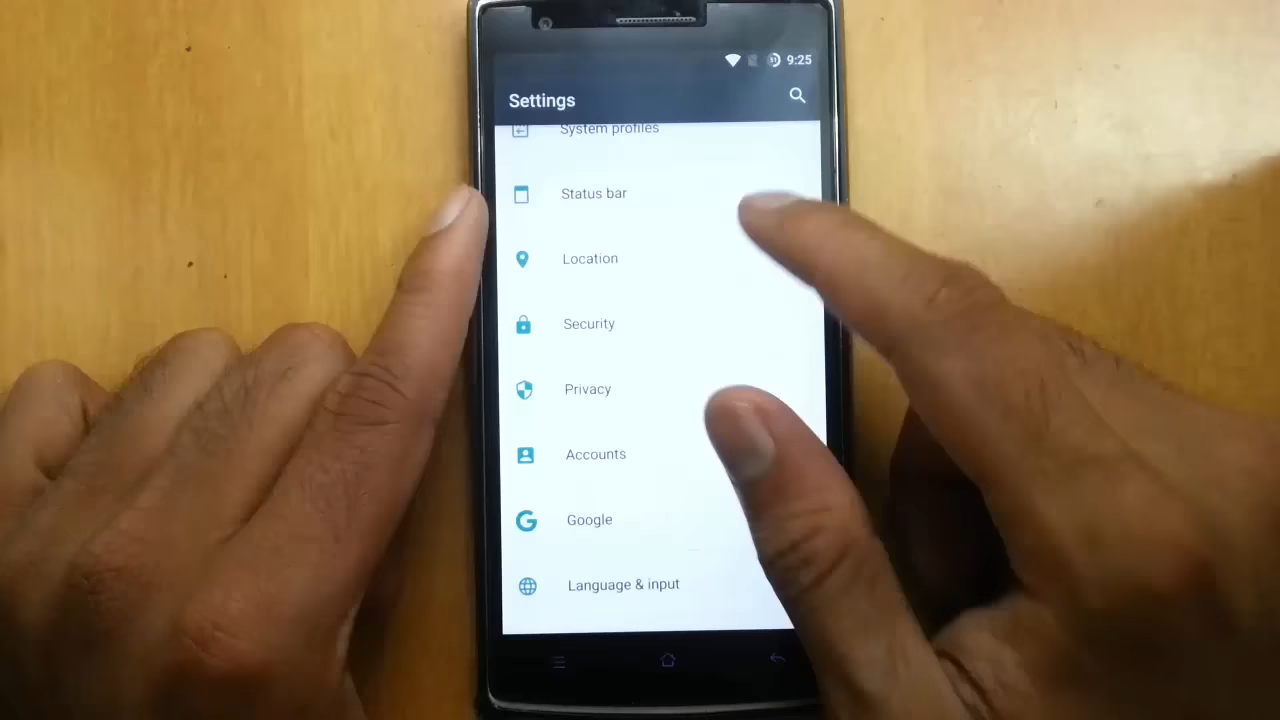 9:25
Settings
System profiles
Status bar
Location
Security
Privacy
Accounts
Google
Language & input